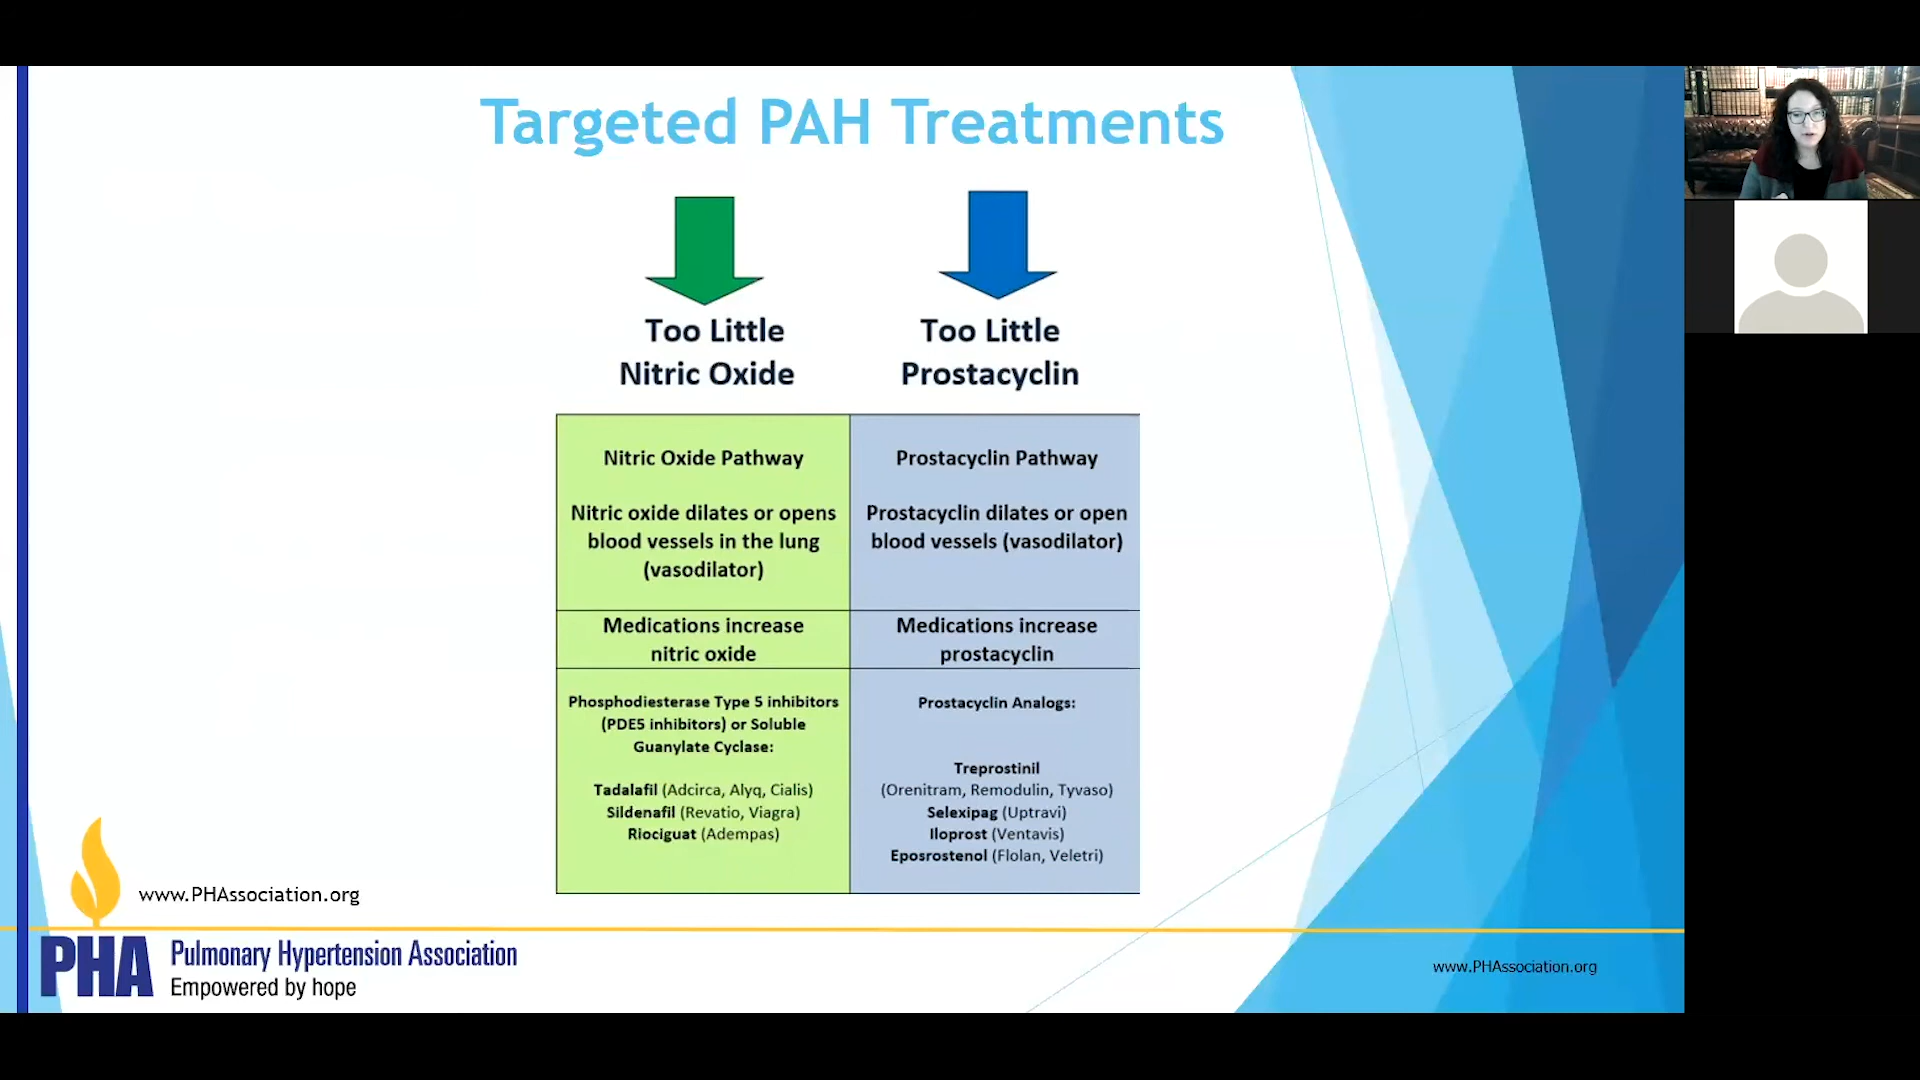 Targeted PAH Treatments
Too Little
Nitric Oxide
Too Little
Prostacyclin
Nitric Oxide Pathway
Nitric oxide dilates or opens
blood vessels in the lung
(vasodilator)
Medications increase
nitric oxide
Phosphodiesterase Type 5 inhibitors
(PDE5 inhibitors) or Soluble
Guanylate Cyclase:
Tadalafil (Adcirca, Alyq, Cialis)
Sildenafil (Revatio, Viagra)
Riociguat (Adempas)
Prostacyclin Pathway
Prostacyclin dilates or open
blood vessels (vasodilator)
Medications increase
prostacyclin
Prostacyclin Analogs:
Treprostinil
(Orenitram, Remodulin, Tyvaso)
Selexipag (Uptravi)
Iloprost (Ventavis)
Eposrostenol (Flolan, Veletri)
www.PHAssociation.org
PHA
Pulmonary Hypertension Association
Empowered by hope
www.PHAssociation.org